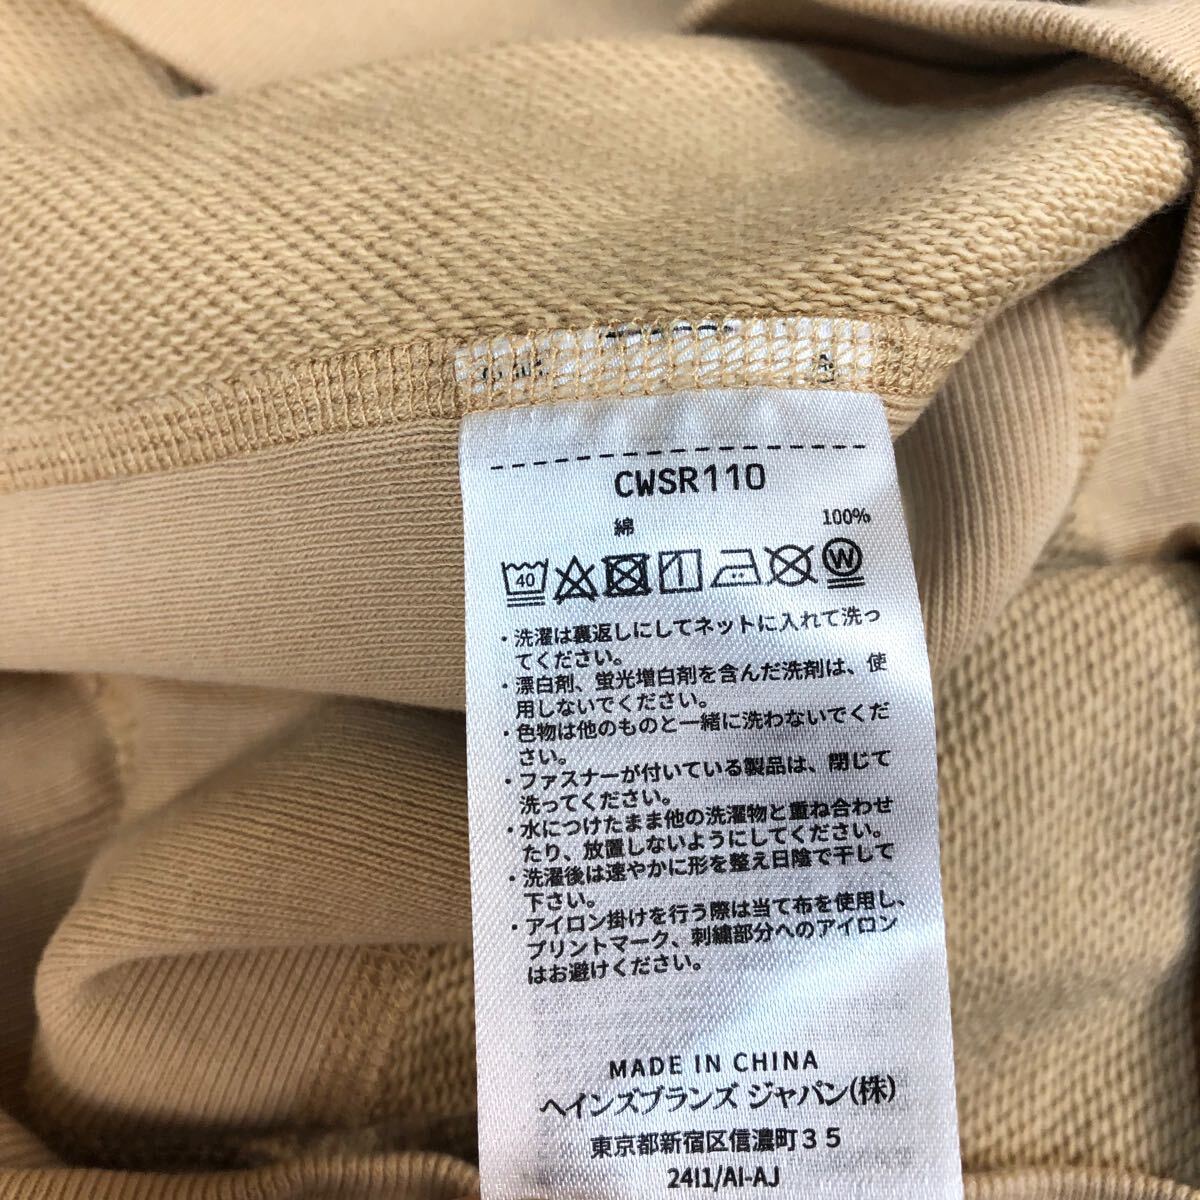 CWSR110
綿 100%
40
W
・洗濯は裏返しにしてネットに入れて洗っ
てください。
・漂白剤、蛍光増白剤を含んだ洗剤は、使
用しないでください。
・色物は他のものと一緒に洗わないでくだ
さい。
・ファスナーが付いている製品は、閉じて
洗ってください。
・水につけたまま他の洗濯物と重ね合わせ
たり、放置しないようにしてください。
・洗濯後は速やかに形を整え日陰で干して
下さい。
・アイロン掛けを行う際は当て布を使用し、
プリントマーク、刺繍部分へのアイロン
はお避けください。
MADE IN CHINA
ヘインズブランズ ジャパン(株)
東京都新宿区信濃町35
24I1/AI-AJ